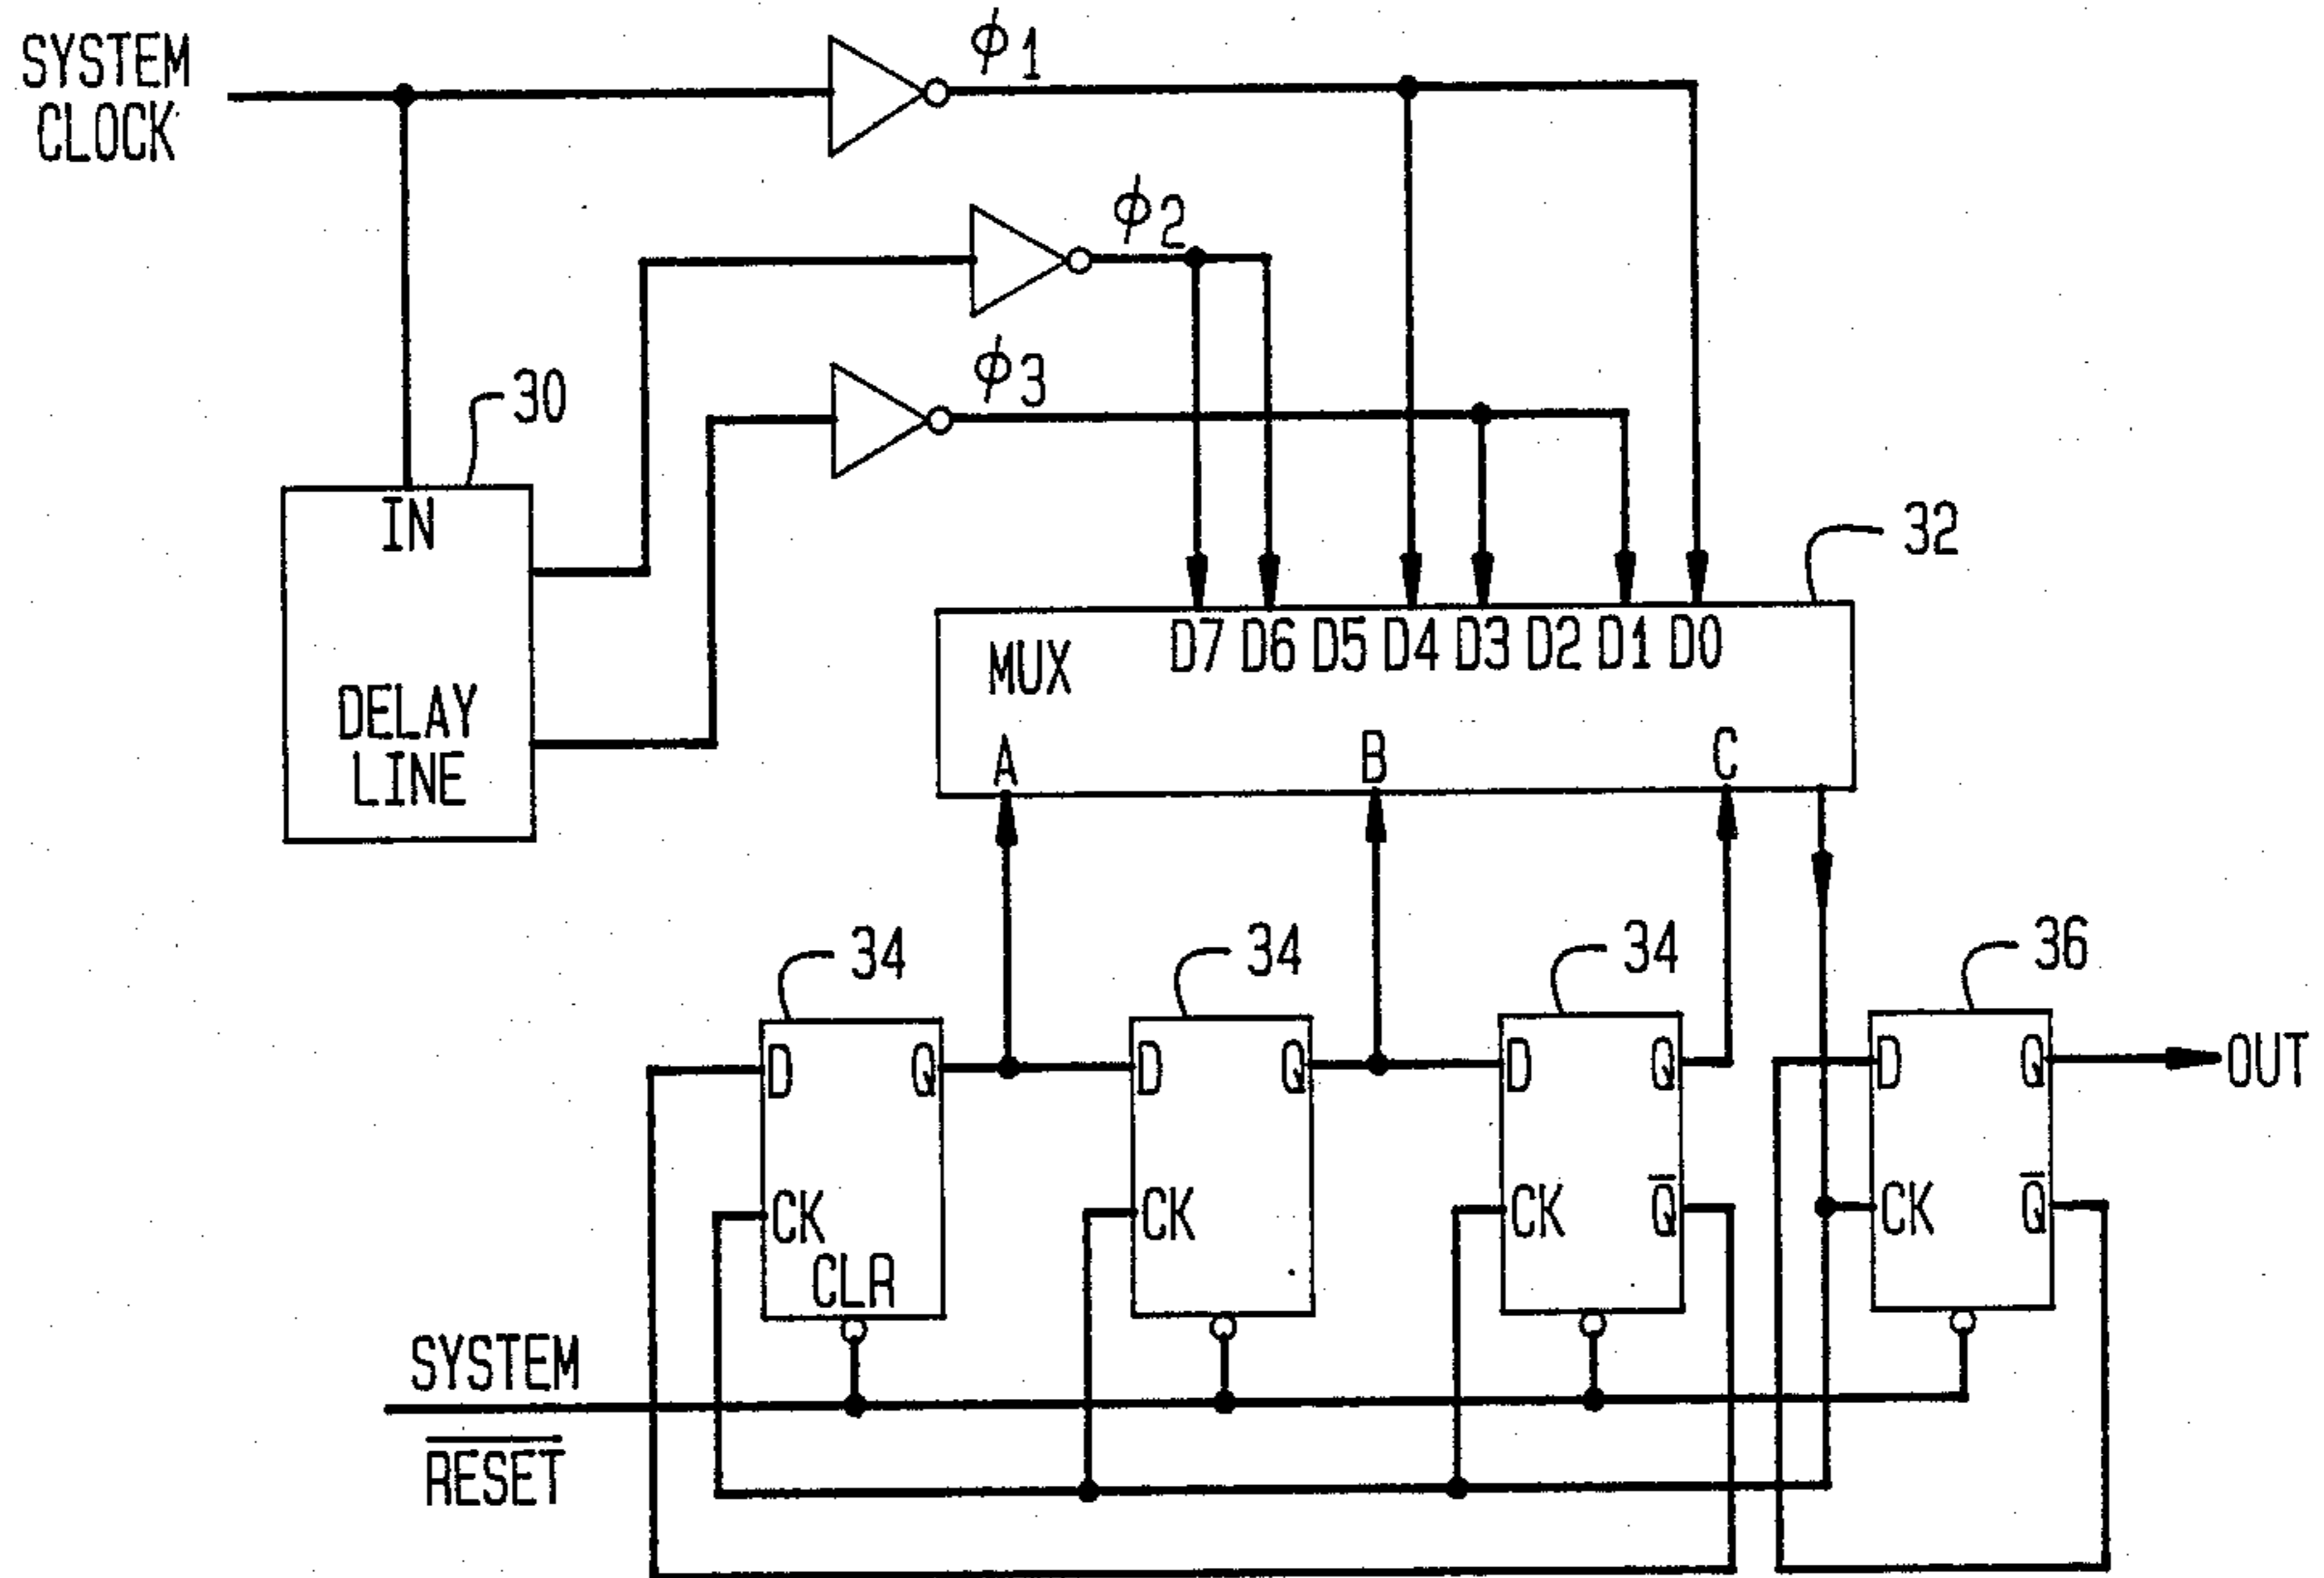 SYSTEM
CLOCK
ϕ1
ϕ2
ϕ3
30
IN
DELAY
LINE
32
D7 D6 D5 D4 D3 D2 D1 D0
MUX
A B C
34 34 34 36
D Q D Q D Q D Q OUT
CK CK CK Q̅ CK Q̅
CLR
SYSTEM
R̅E̅S̅E̅T̅